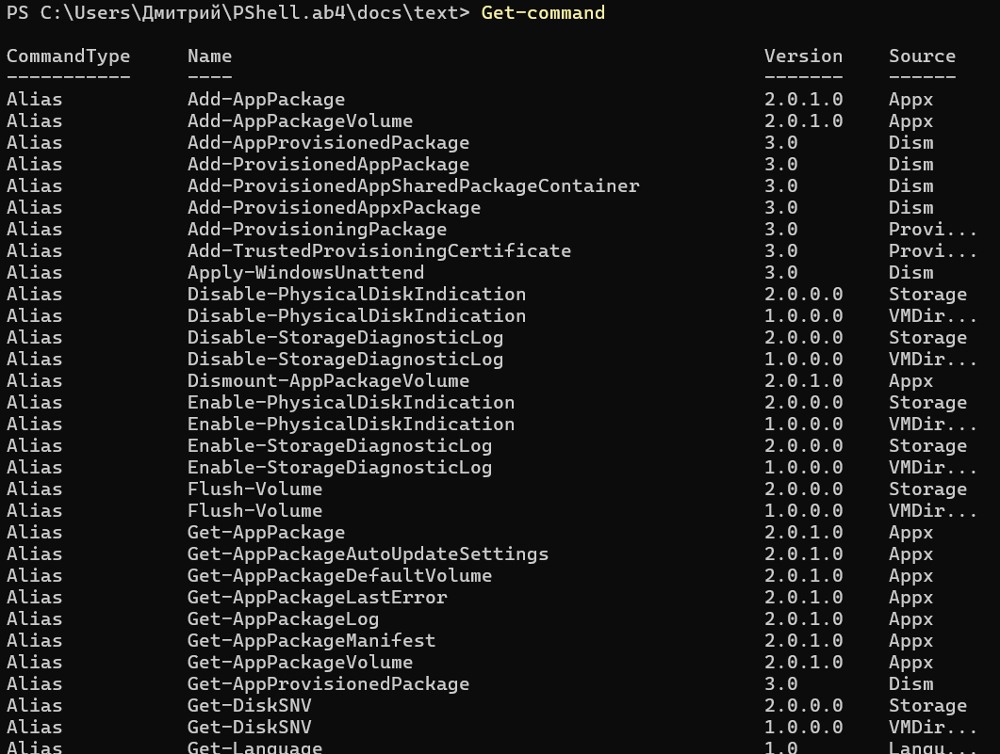 PS C:\Users\Дмитрий\PShell.ab4\docs\text> Get-command
CommandType Name Version Source
----------- ---- ------- ------
Alias Add-AppPackage 2.0.1.0 Appx
Alias Add-AppPackageVolume 2.0.1.0 Appx
Alias Add-AppProvisionedPackage 3.0 Dism
Alias Add-ProvisionedAppPackage 3.0 Dism
Alias Add-ProvisionedAppSharedPackageContainer 3.0 Dism
Alias Add-ProvisionedAppxPackage 3.0 Dism
Alias Add-ProvisioningPackage 3.0 Provi...
Alias Add-TrustedProvisioningCertificate 3.0 Provi...
Alias Apply-WindowsUnattend 3.0 Dism
Alias Disable-PhysicalDiskIndication 2.0.0.0 Storage
Alias Disable-PhysicalDiskIndication 1.0.0.0 VMDir...
Alias Disable-StorageDiagnosticLog 2.0.0.0 Storage
Alias Disable-StorageDiagnosticLog 1.0.0.0 VMDir...
Alias Dismount-AppPackageVolume 2.0.1.0 Appx
Alias Enable-PhysicalDiskIndication 2.0.0.0 Storage
Alias Enable-PhysicalDiskIndication 1.0.0.0 VMDir...
Alias Enable-StorageDiagnosticLog 2.0.0.0 Storage
Alias Enable-StorageDiagnosticLog 1.0.0.0 VMDir...
Alias Flush-Volume 2.0.0.0 Storage
Alias Flush-Volume 1.0.0.0 VMDir...
Alias Get-AppPackage 2.0.1.0 Appx
Alias Get-AppPackageAutoUpdateSettings 2.0.1.0 Appx
Alias Get-AppPackageDefaultVolume 2.0.1.0 Appx
Alias Get-AppPackageLastError 2.0.1.0 Appx
Alias Get-AppPackageLog 2.0.1.0 Appx
Alias Get-AppPackageManifest 2.0.1.0 Appx
Alias Get-AppPackageVolume 2.0.1.0 Appx
Alias Get-AppProvisionedPackage 3.0 Dism
Alias Get-DiskSNV 2.0.0.0 Storage
Alias Get-DiskSNV 1.0.0.0 VMDir...
Alias Get-Language 1.0 Langu...